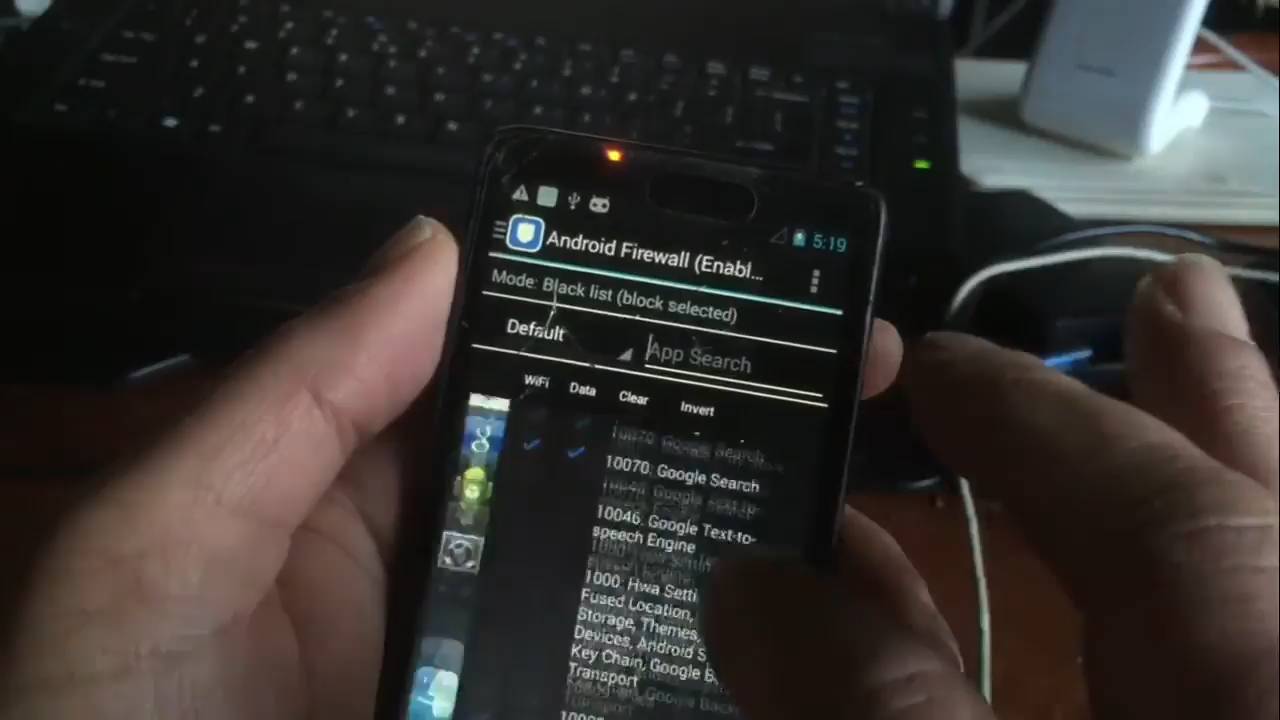 5:19
Android Firewall (Enabl...
Mode: Black list (block selected)
Default
App Search
WiFi Data Clear Invert
10070: Google Search
10046: Google Text-to-
speech Engine
1000: Hwa Setti
Fused Location,
Storage, Themes,
Devices, Android S
Key Chain, Google B
Transport